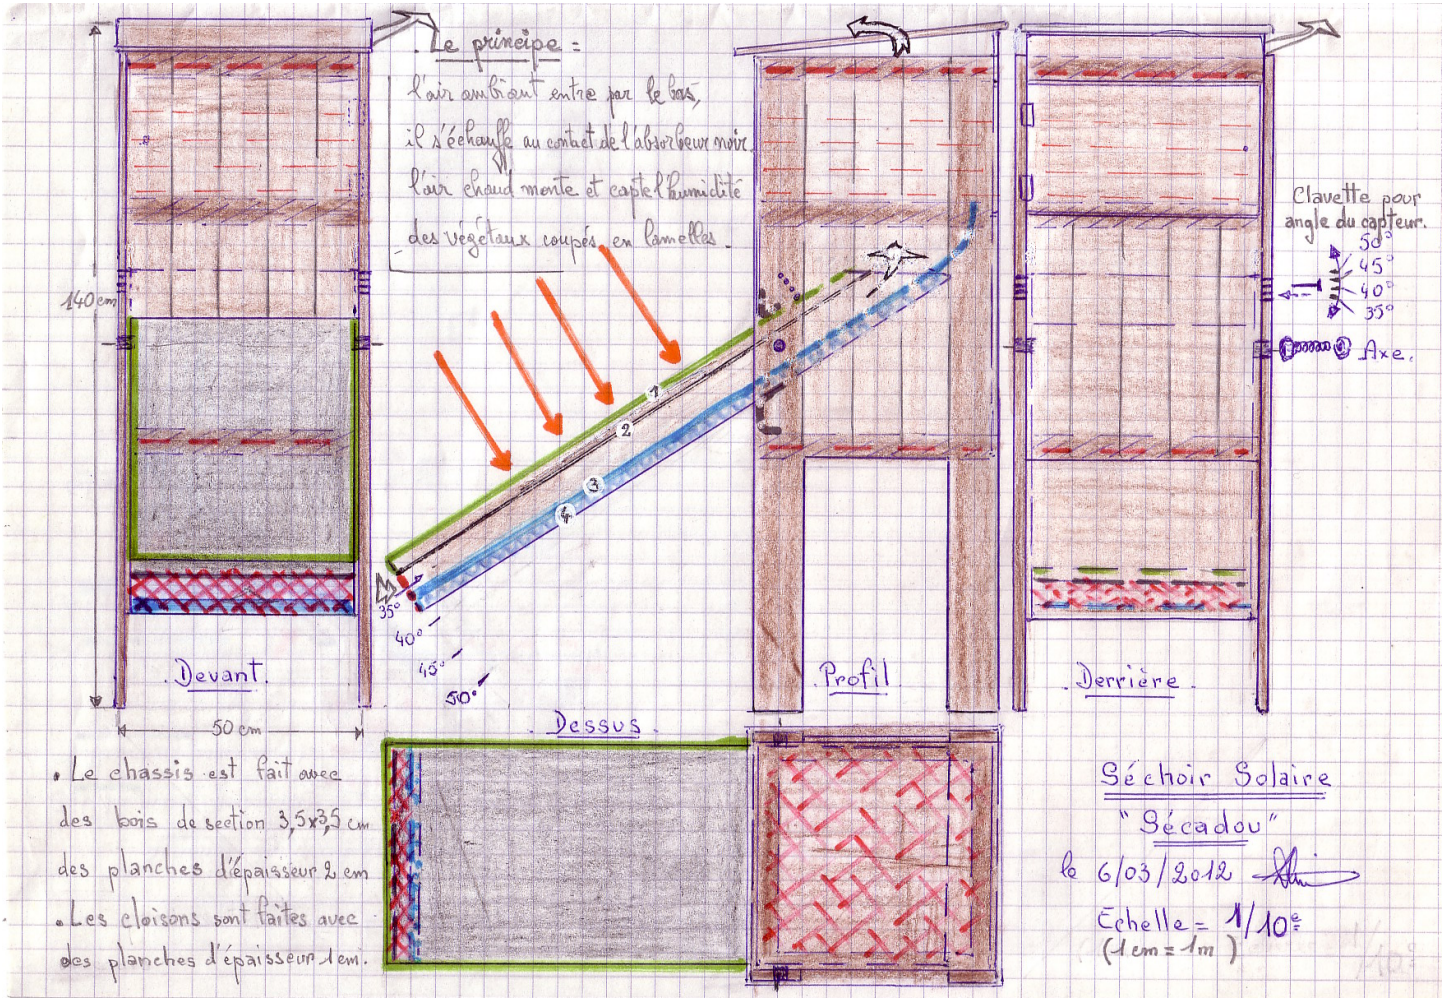 Le principe =
l'air ambiant entre par le bas,
il s'échauffe au contact de l'absorbeur noir.
l'air chaud monte et capte l'humidité
des végétaux coupés en lamelles.
140 cm
Clavette pour
angle du capteur.
50°
45°
40°
35°
Axe.
1
2
3
4
35°
40°
45°
50°
. Devant.
. Profil
. Derrière.
50 cm
. Dessus.
. Le chassis est fait avec
des bois de section 3,5x3,5 cm
des planches d'épaisseur 2 cm
. Les cloisons sont faites avec
des planches d'épaisseur 1 cm.
Séchoir Solaire
"Sécadou"
le 6/03/2012
Echelle = 1/10e
(1 cm = 1m)